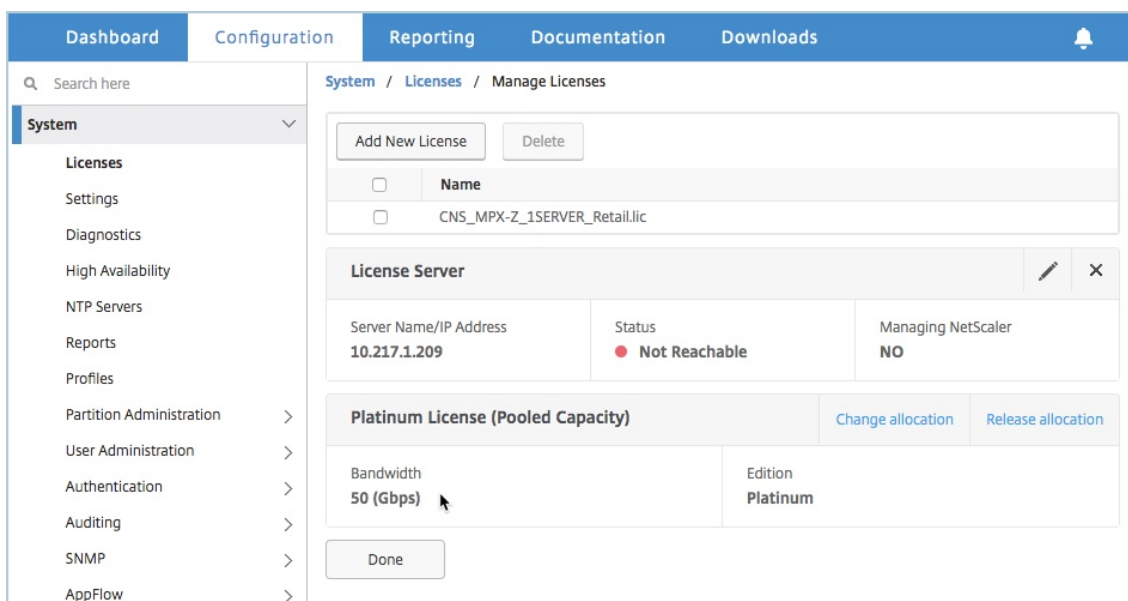 Dashboard Configuration Reporting Documentation Downloads
Search here
System
Licenses
Settings
Diagnostics
High Availability
NTP Servers
Reports
Profiles
Partition Administration
User Administration
Authentication
Auditing
SNMP
AppFlow
System / Licenses / Manage Licenses
Add New License Delete
Name
CNS_MPX-Z_1SERVER_Retail.lic
License Server
Server Name/IP Address Status Managing NetScaler
10.217.1.209 Not Reachable NO
Platinum License (Pooled Capacity) Change allocation Release allocation
Bandwidth Edition
50 (Gbps) Platinum
Done